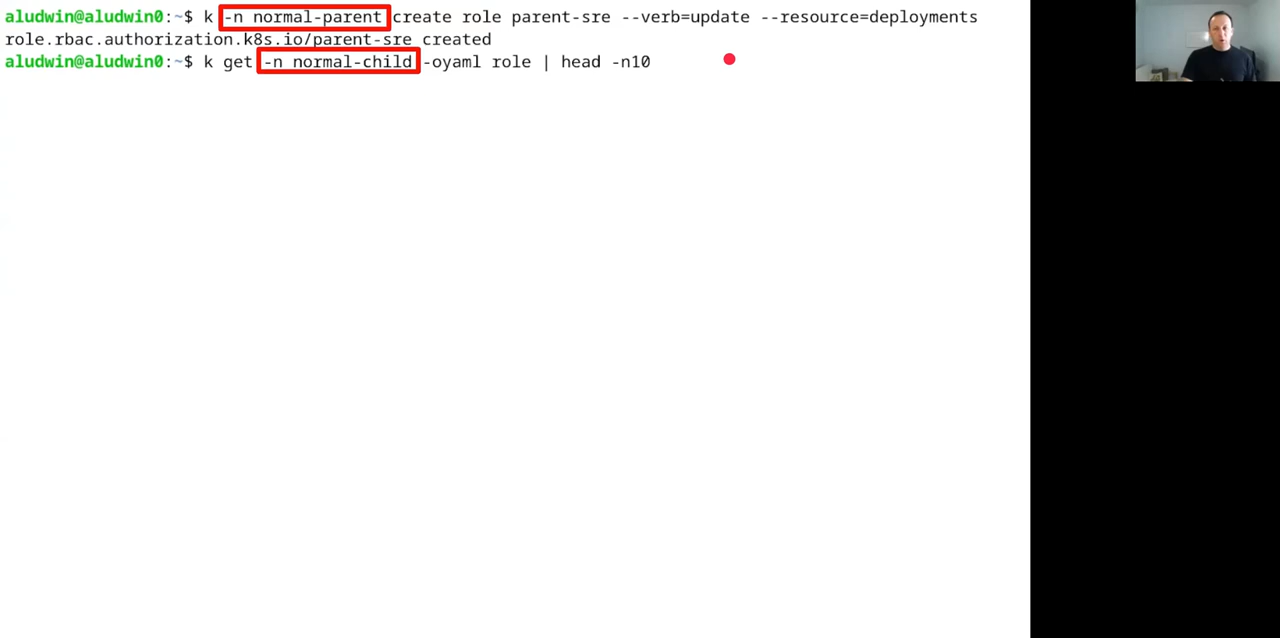 aludwin@aludwin0:~$ k -n normal-parent create role parent-sre --verb=update --resource=deployments
role.rbac.authorization.k8s.io/parent-sre created
aludwin@aludwin0:~$ k get -n normal-child -oyaml role | head -n10